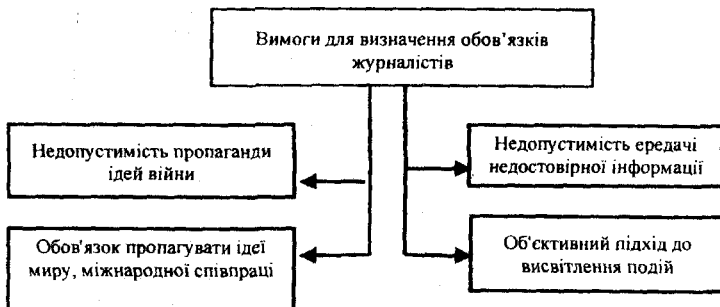 Вимоги для визначення обов’язків
журналістів
Недопустимість пропаганди
ідей війни
Недопустимість ередачі
недостовірної інформації
Обов'язок пропагувати ідеї
миру, міжнародної співпраці
Об'єктивний підхід до
висвітлення подій